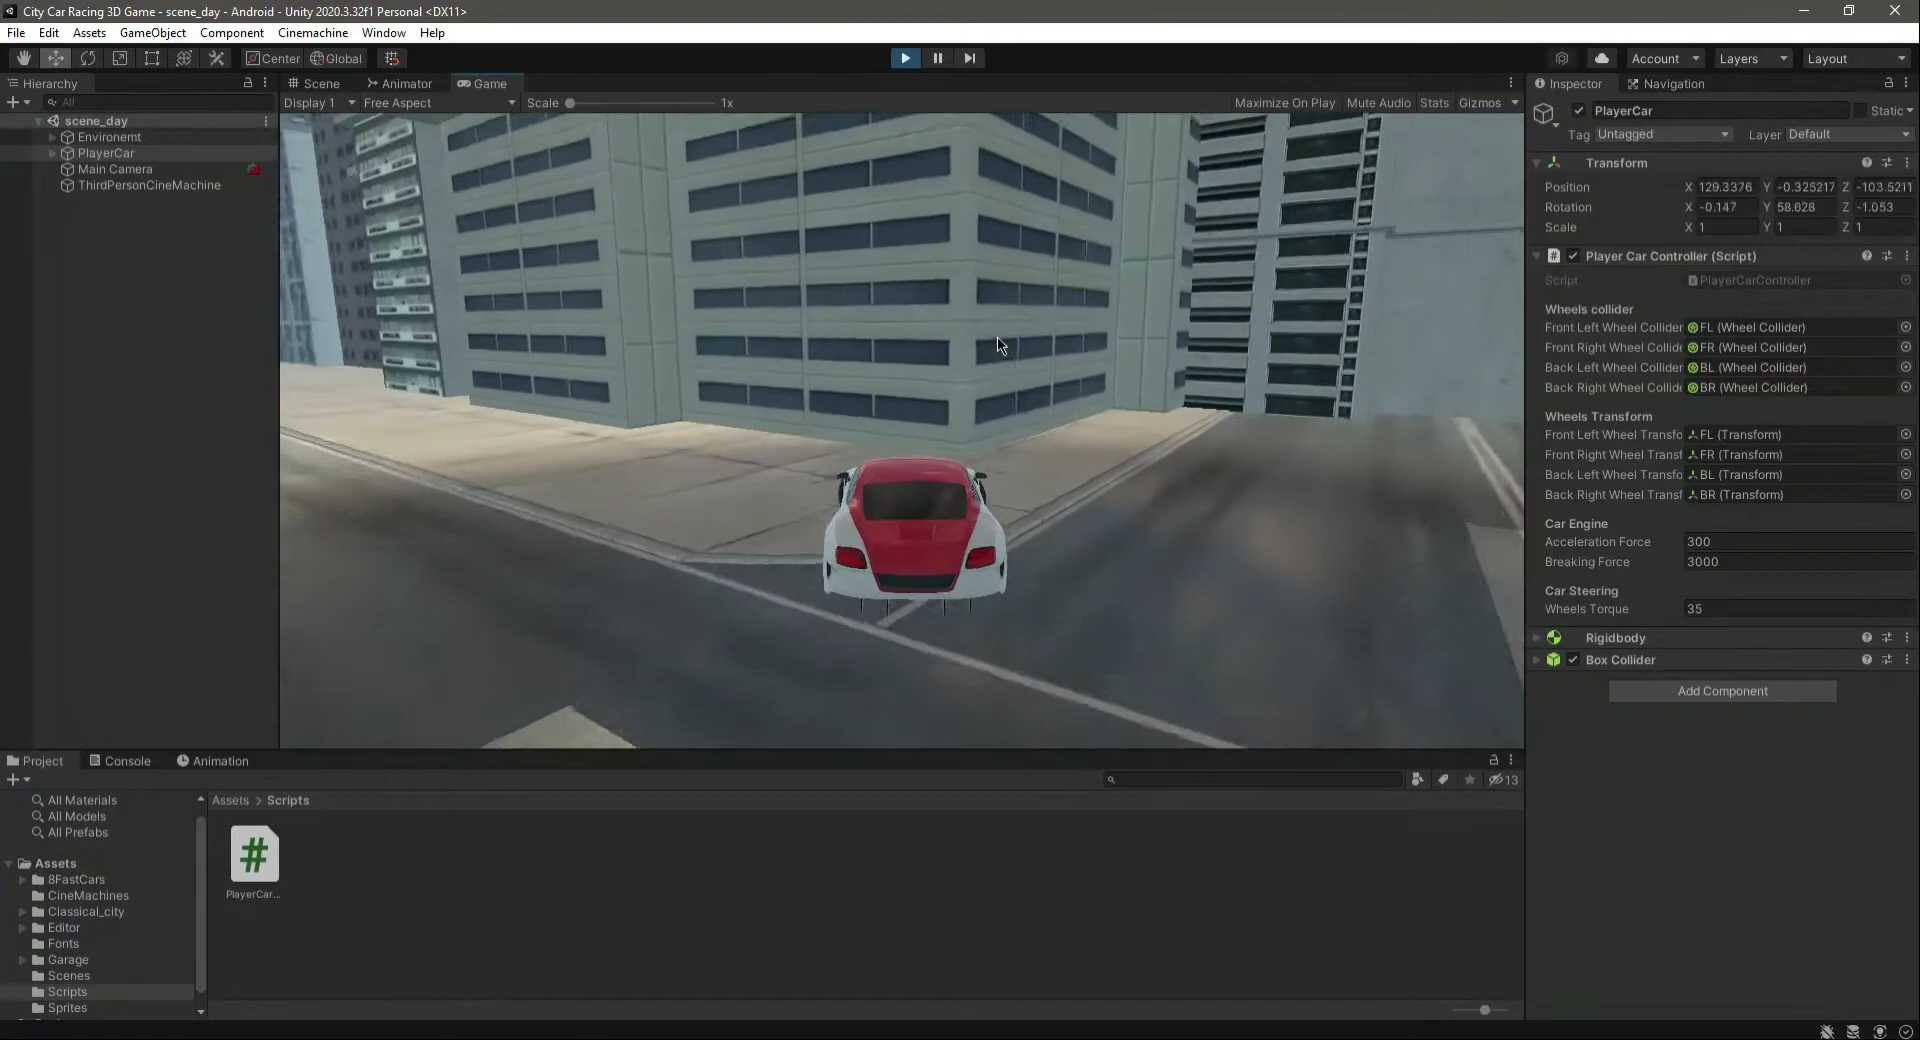 City Car Racing 3D Game - scene_day - Android - Unity 2020.3.32f1 Personal <DX11>
File Edit Assets GameObject Component Cinemachine Window Help
Center Global Account Layers Layout
Hierarchy
All
scene_day
Environemt
PlayerCar
Main Camera
ThirdPersonCineMachine
Scene Animator Game
Display 1 Free Aspect Scale 1x Maximize On Play Mute Audio Stats Gizmos
Inspector Navigation
PlayerCar Static
Tag Untagged Layer Default
Transform
Position X 129.3376 Y -0.325217 Z -103.5211
Rotation X -0.147 Y 58.628 Z -1.053
Scale X 1 Y 1 Z 1
# Player Car Controller (Script)
Script PlayerCarController
Wheels collider
Front Left Wheel Collider FL (Wheel Collider)
Front Right Wheel Collide FR (Wheel Collider)
Back Left Wheel Collider BL (Wheel Collider)
Back Right Wheel Collide BR (Wheel Collider)
Wheels Transform
Front Left Wheel Transfo FL (Transform)
Front Right Wheel Transf FR (Transform)
Back Left Wheel Transfo BL (Transform)
Back Right Wheel Transf BR (Transform)
Car Engine
Acceleration Force 300
Breaking Force 3000
Car Steering
Wheels Torque 35
Rigidbody
Box Collider
Add Component
Project Console Animation
13
All Materials
All Models
All Prefabs
Assets
8FastCars
CineMachines
Classical_city
Editor
Fonts
Garage
Scenes
Scripts
Sprites
Assets > Scripts
#
PlayerCar...